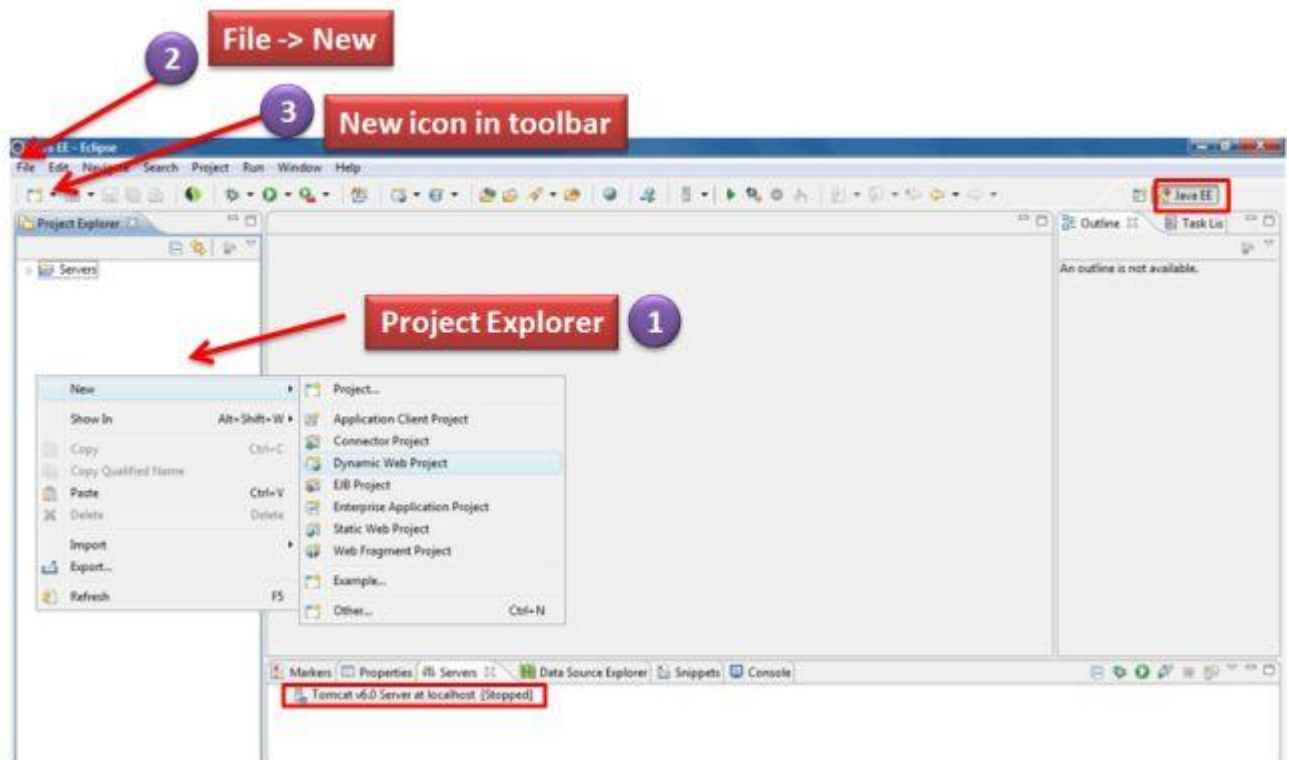 File -> New
2
3
New icon in toolbar
Java EE - Eclipse
File Edit Navigate Search Project Run Window Help
Java EE
Project Explorer
Outline
Task Lis
Servers
An outline is not available.
Project Explorer
1
New
Project...
Show In Alt+Shift+W
Application Client Project
Copy Ctrl+C
Connector Project
Copy Qualified Name
Dynamic Web Project
Paste Ctrl+V
EJB Project
Delete Delete
Enterprise Application Project
Static Web Project
Import
Web Fragment Project
Export...
Example...
Refresh F5
Other... Ctrl+N
Markers Properties Servers Data Source Explorer Snippets Console
Tomcat v6.0 Server at localhost [Stopped]